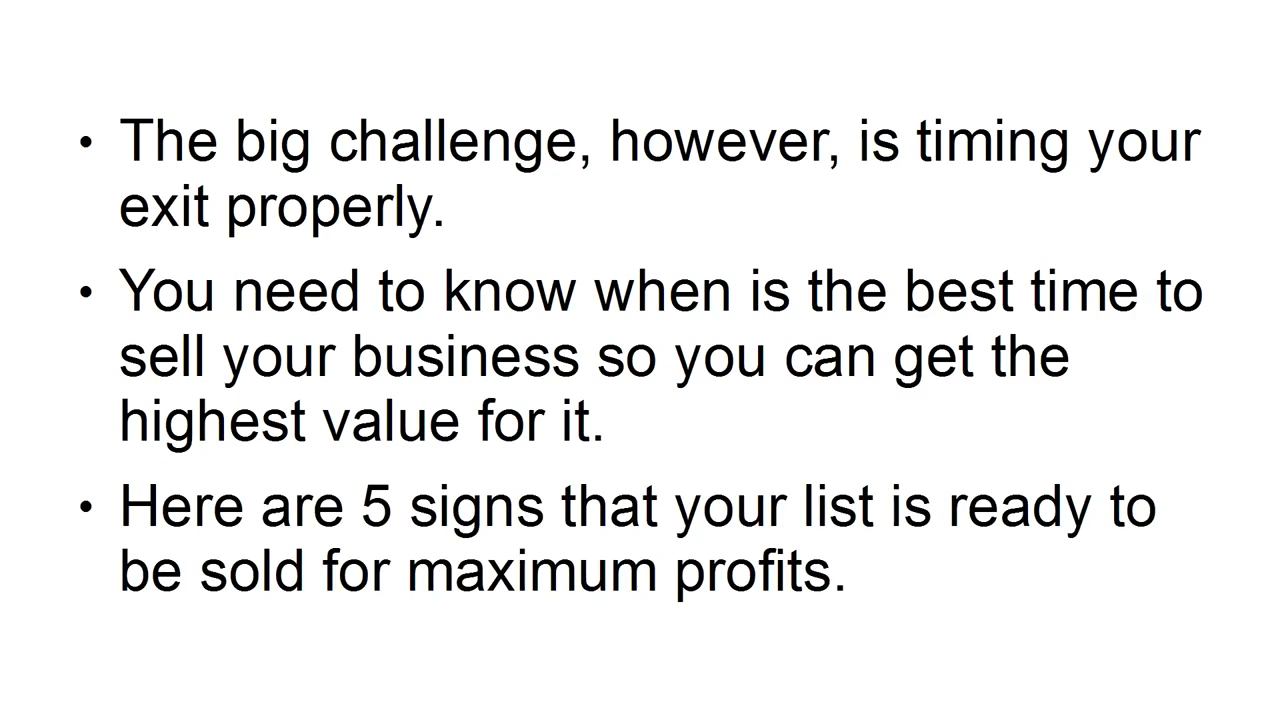 • The big challenge, however, is timing your
exit properly.
• You need to know when is the best time to
sell your business so you can get the
highest value for it.
• Here are 5 signs that your list is ready to
be sold for maximum profits.